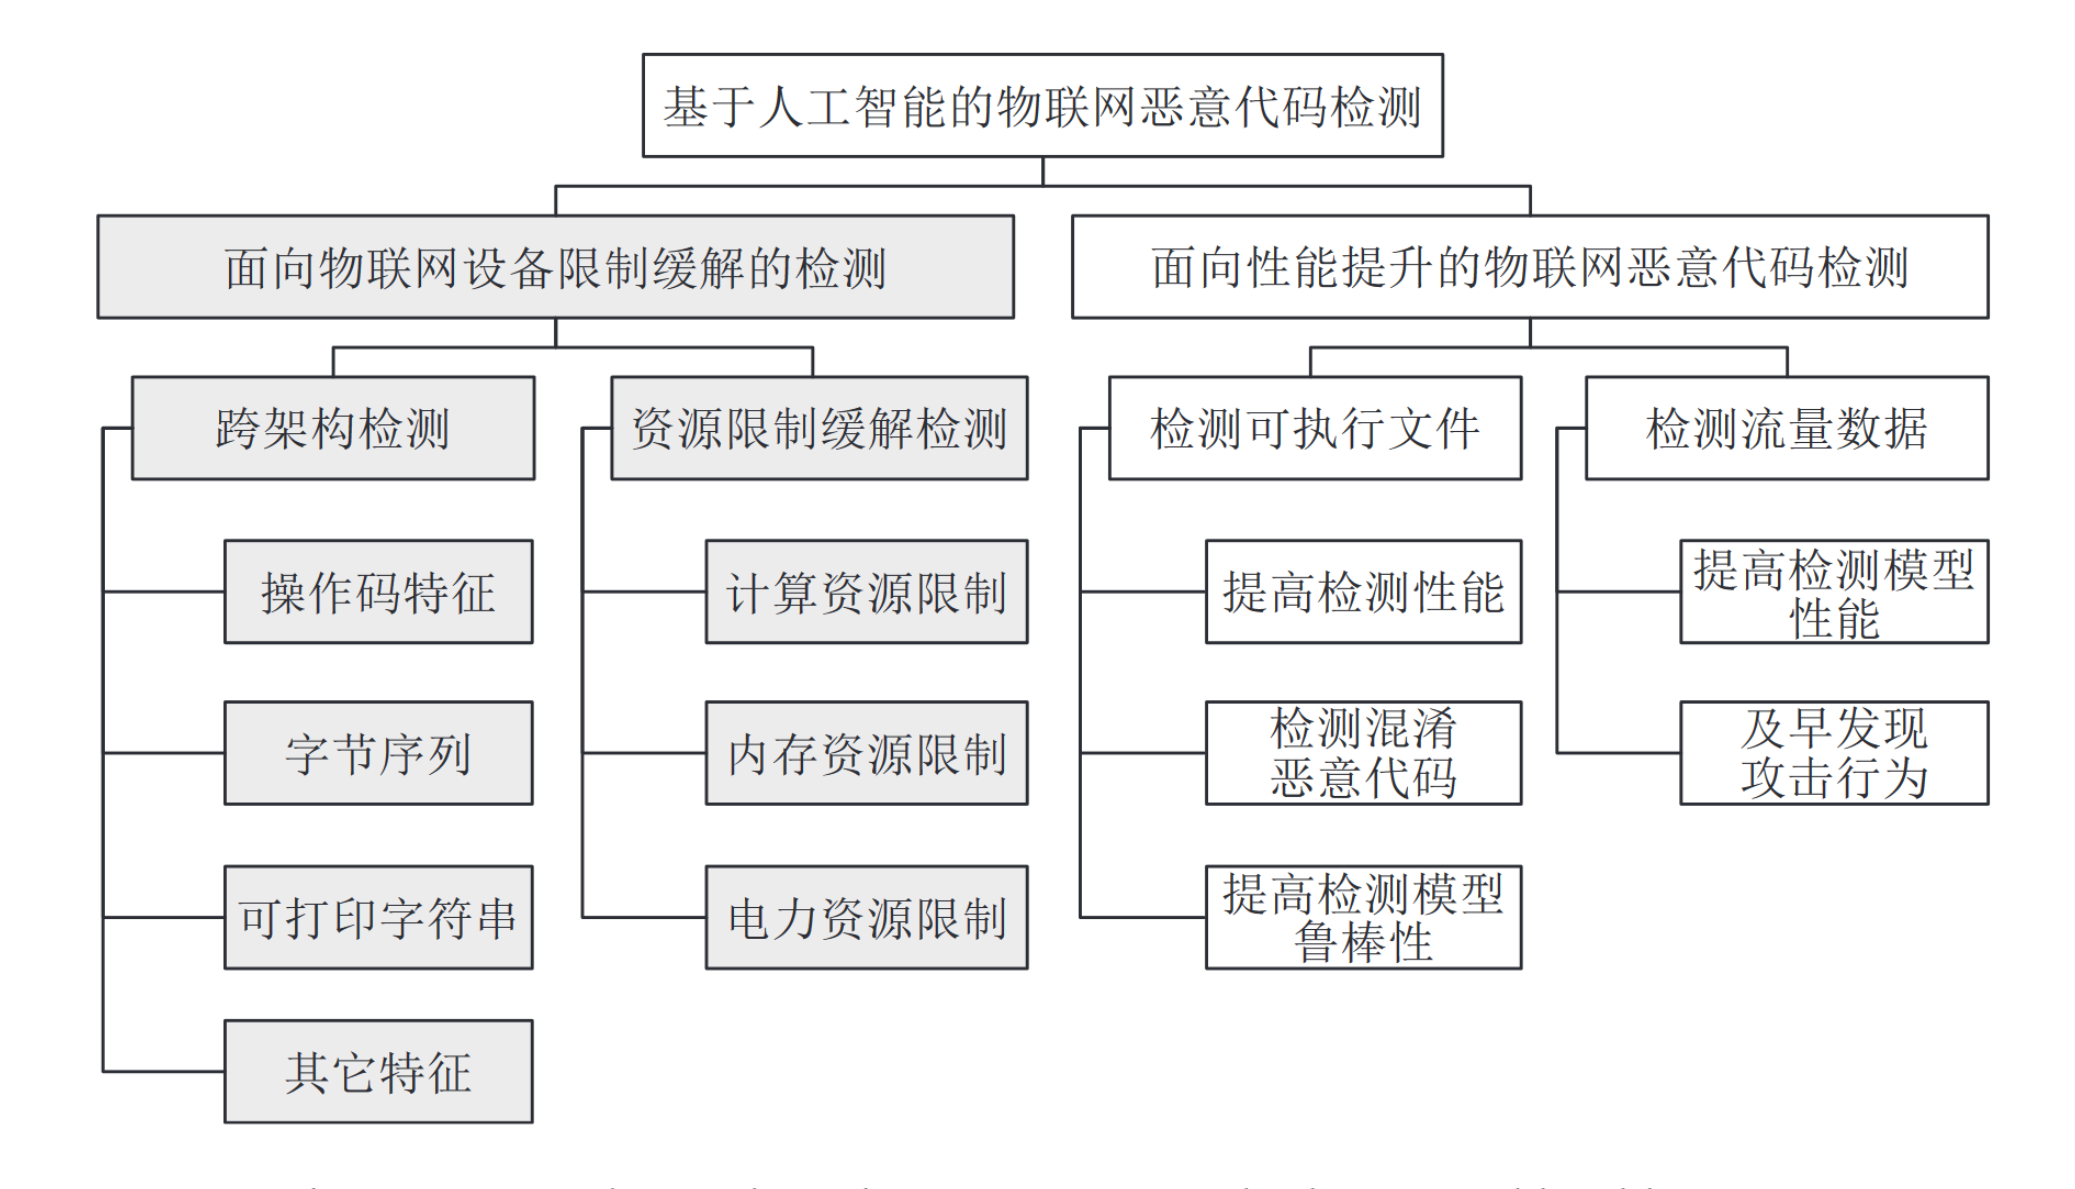 基于人工智能的物联网恶意代码检测
面向物联网设备限制缓解的检测
面向性能提升的物联网恶意代码检测
跨架构检测
资源限制缓解检测
检测可执行文件
检测流量数据
操作码特征
计算资源限制
提高检测性能
提高检测模型
性能
字节序列
内存资源限制
检测混淆
恶意代码
及早发现
攻击行为
可打印字符串
电力资源限制
提高检测模型
鲁棒性
其它特征